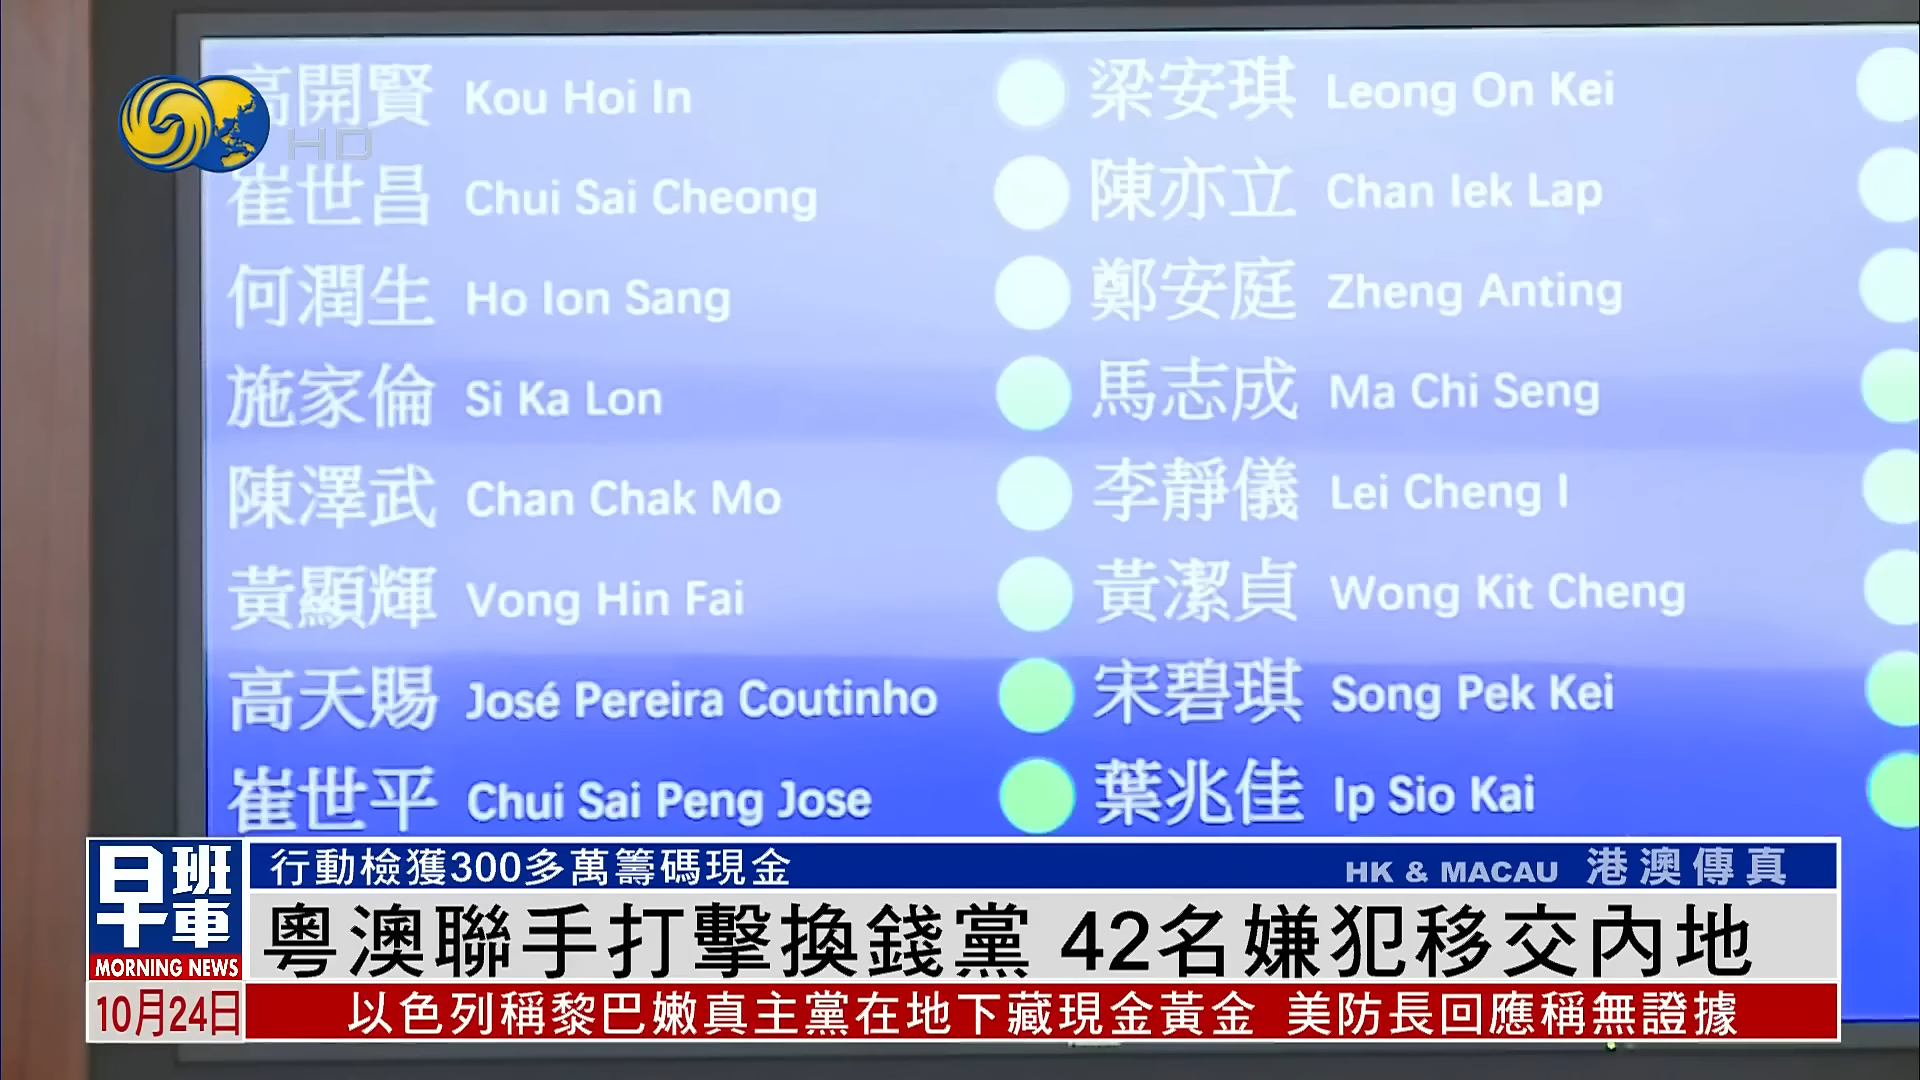 高開賢 Kou Hoi In
梁安琪 Leong On Kei
HD
崔世昌 Chui Sai Cheong
陳亦立 Chan Iek Lap
何潤生 Ho Ion Sang
鄭安庭 Zheng Anting
施家倫 Si Ka Lon
馬志成 Ma Chi Seng
陳澤武 Chan Chak Mo
李靜儀 Lei Cheng I
黃顯輝 Vong Hin Fai
黃潔貞 Wong Kit Cheng
高天賜 José Pereira Coutinho
宋碧琪 Song Pek Kei
崔世平 Chui Sai Peng Jose
葉兆佳 Ip Sio Kai
早班車
MORNING NEWS
10月24日
行動檢獲300多萬籌碼現金
HK & MACAU 港澳傳真
粵澳聯手打擊換錢黨 42名嫌犯移交內地
以色列稱黎巴嫩真主黨在地下藏現金黃金 美防長回應稱無證據